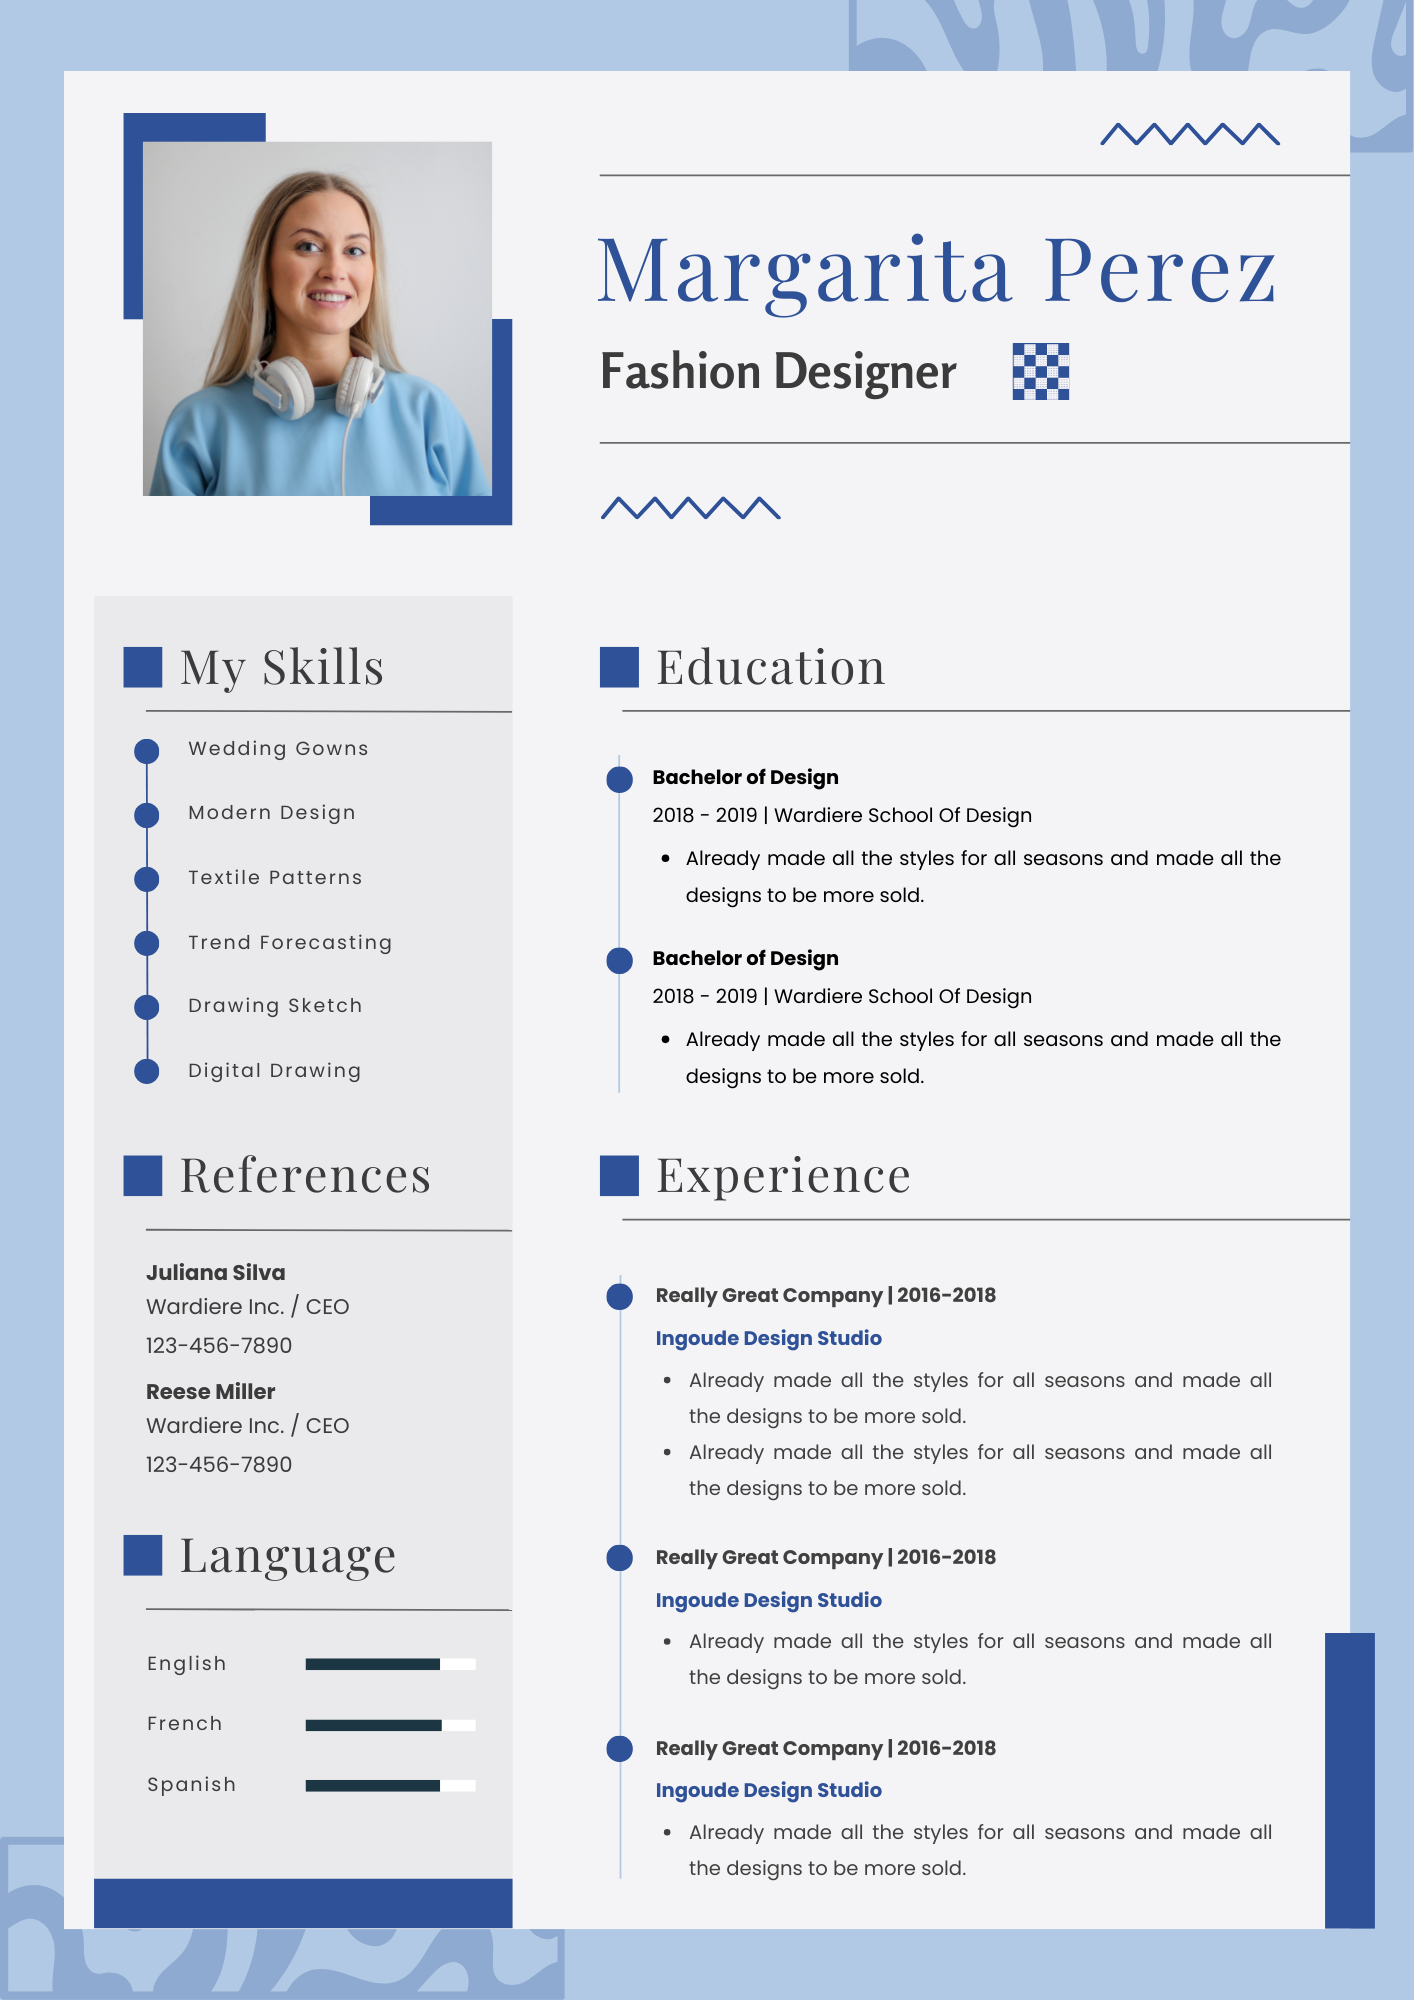 Margarita Perez
Fashion Designer
My Skills
Wedding Gowns
Modern Design
Textile Patterns
Trend Forecasting
Drawing Sketch
Digital Drawing
References
Juliana Silva
Wardiere Inc. / CEO
123-456-7890
Reese Miller
Wardiere Inc. / CEO
123-456-7890
Language
English
French
Spanish
Education
Bachelor of Design
2018 - 2019 | Wardiere School Of Design
• Already made all the styles for all seasons and made all the
designs to be more sold.
Bachelor of Design
2018 - 2019 | Wardiere School Of Design
• Already made all the styles for all seasons and made all the
designs to be more sold.
Experience
Really Great Company | 2016-2018
Ingoude Design Studio
• Already made all the styles for all seasons and made all
the designs to be more sold.
• Already made all the styles for all seasons and made all
the designs to be more sold.
Really Great Company | 2016-2018
Ingoude Design Studio
• Already made all the styles for all seasons and made all
the designs to be more sold.
Really Great Company | 2016-2018
Ingoude Design Studio
• Already made all the styles for all seasons and made all
the designs to be more sold.